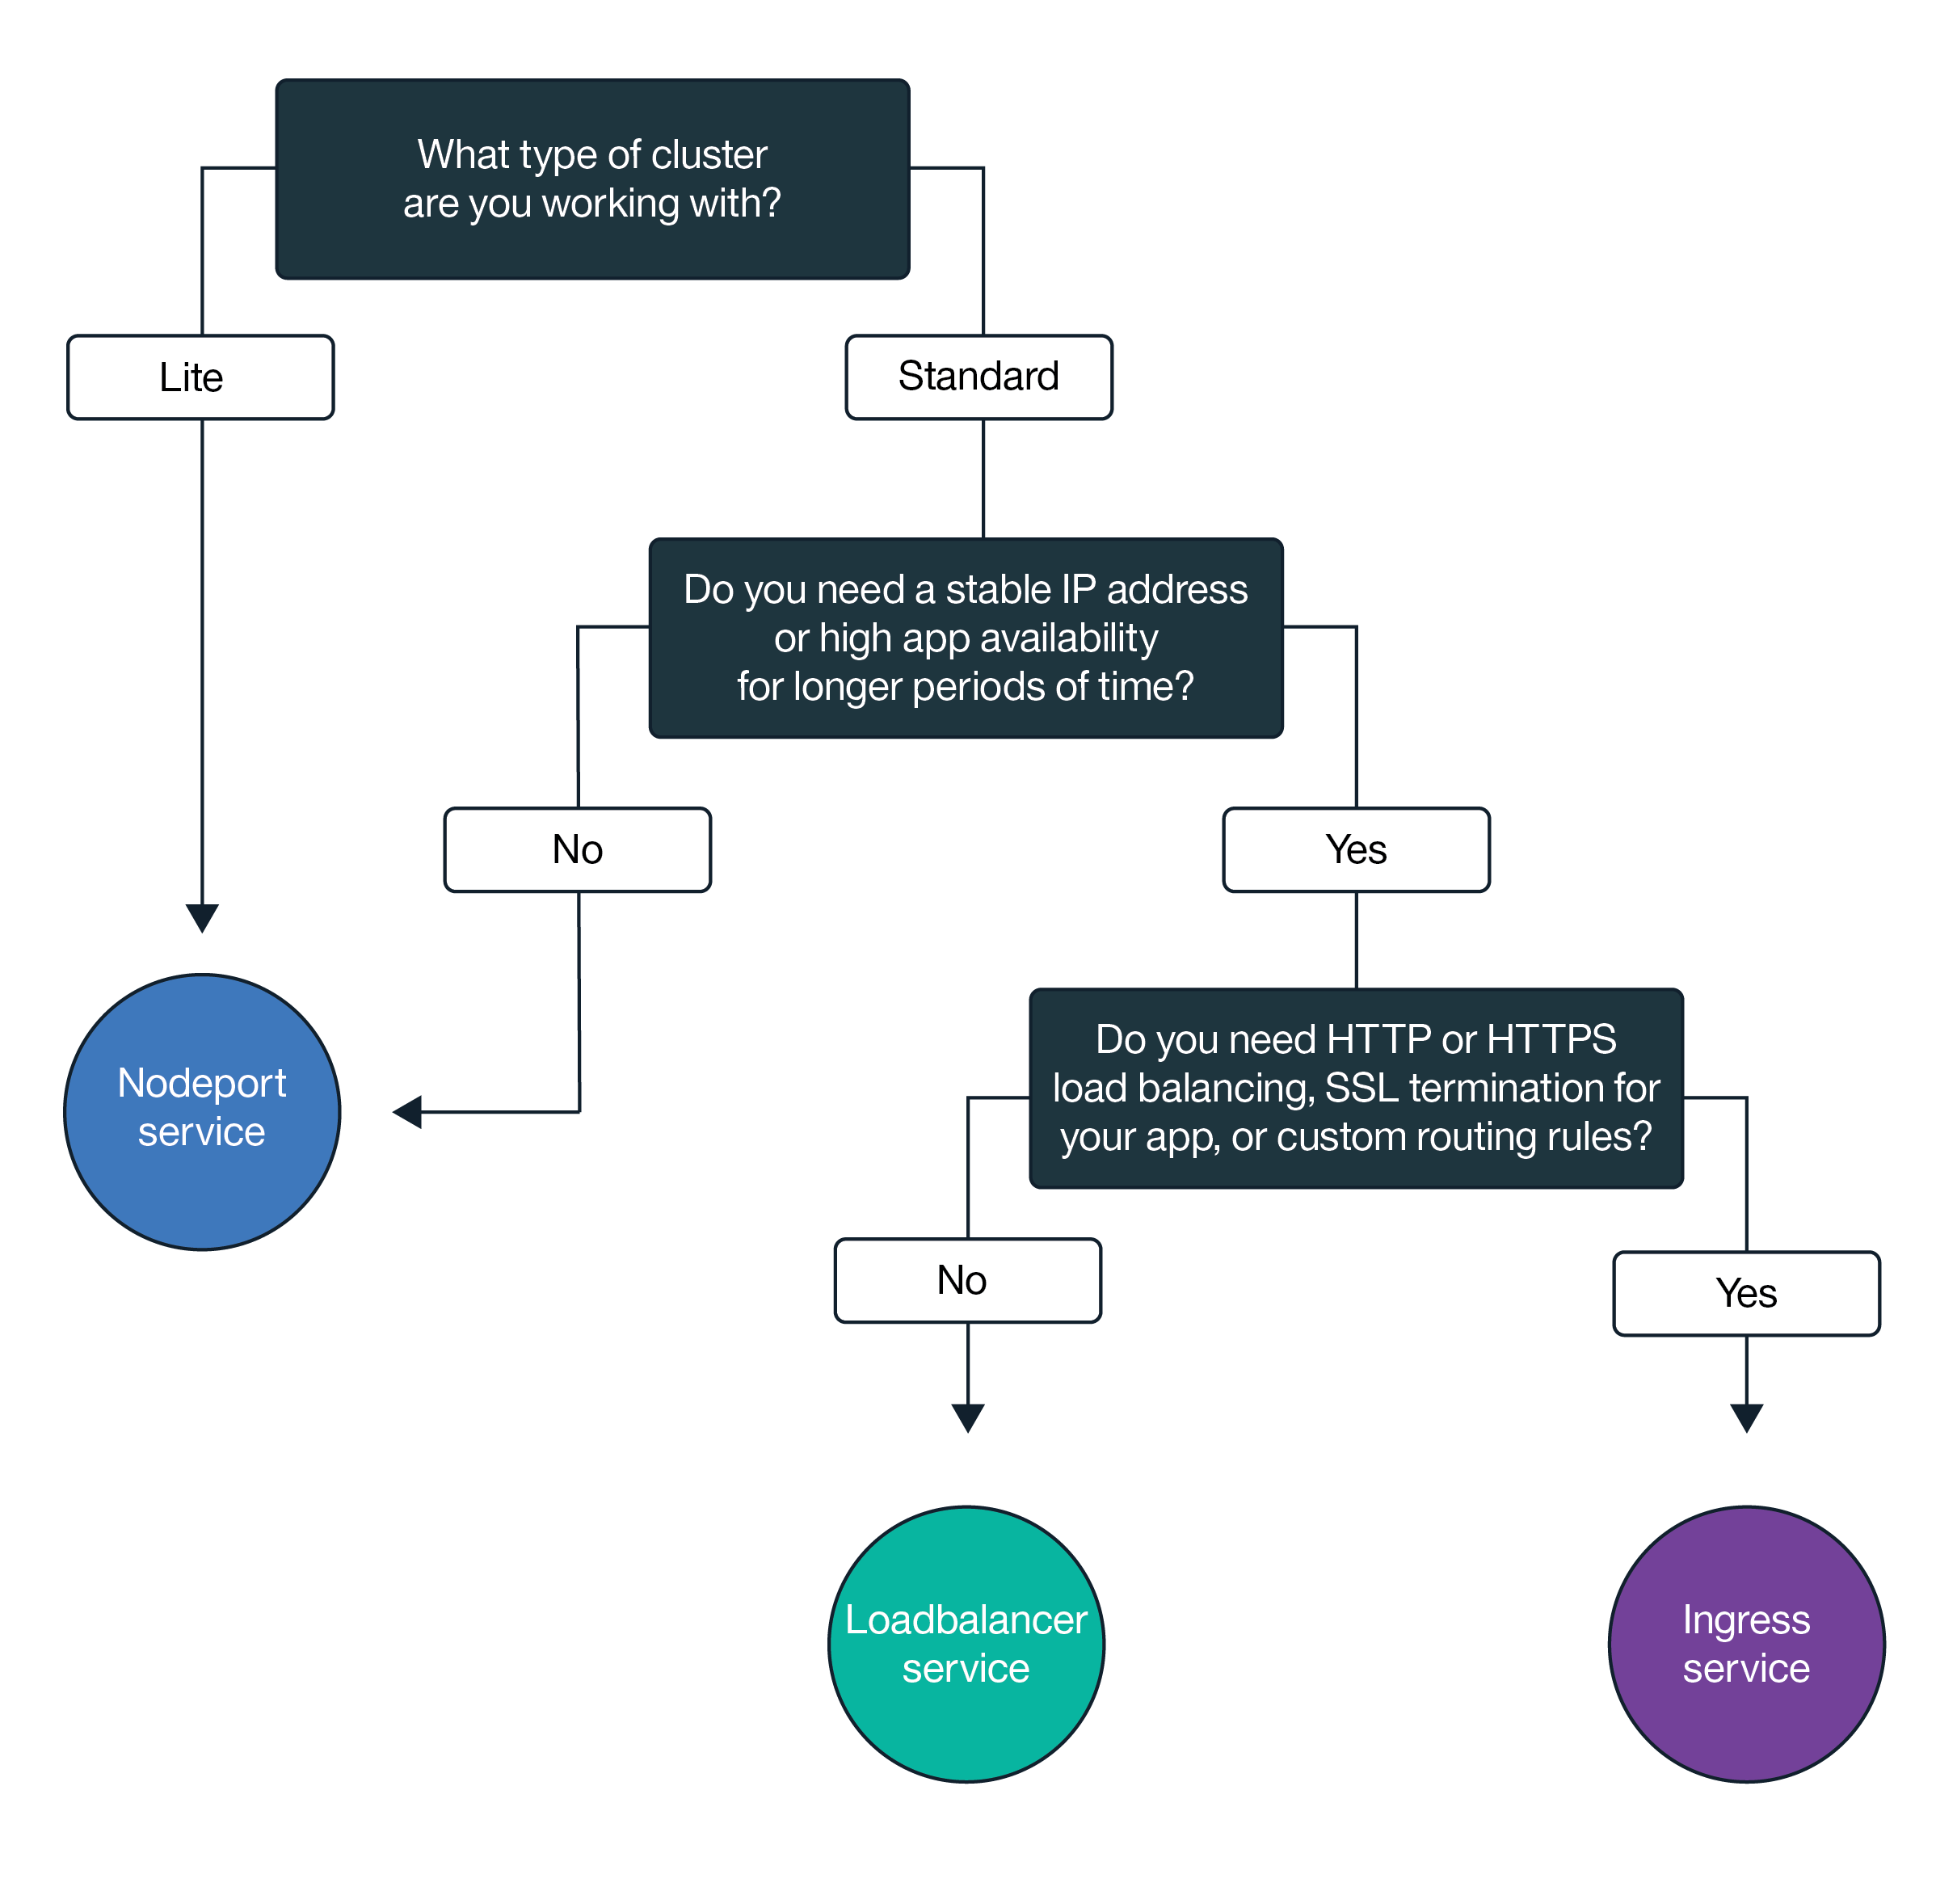 What type of cluster
are you working with?
Lite
Standard
Do you need a stable IP address
or high app availability
for longer periods of time?
No
Yes
Nodeport
service
Do you need HTTP or HTTPS
load balancing, SSL termination for
your app, or custom routing rules?
No
Yes
Loadbalancer
service
Ingress
service